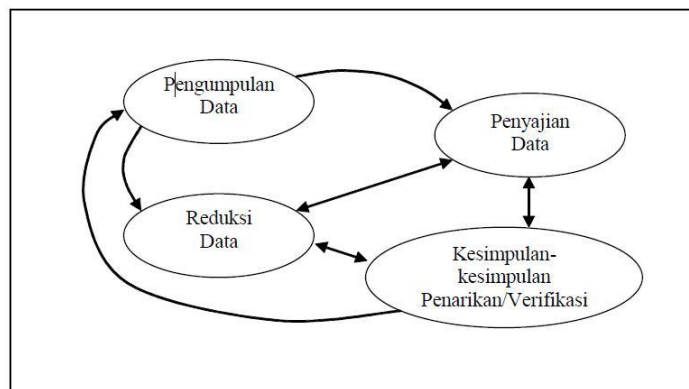 Pengumpulan
Data
Penyajian
Data
Reduksi
Data
Kesimpulan-
kesimpulan
Penarikan/Verifikasi